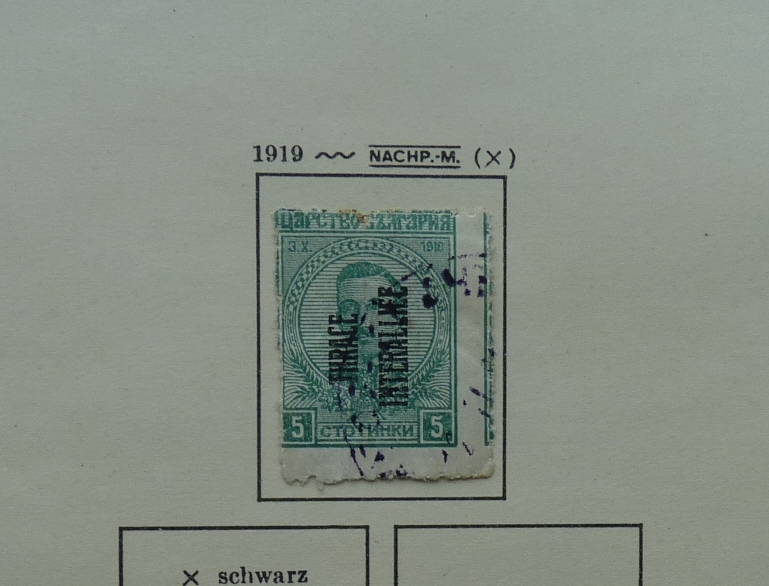 1919 ~~ NACHP.-M. (×)
ЦАРСТВО БЪЛГАРИЯ
3.X. 1918
THRACE
INTERALLIÉE
5 СТОТИНКИ 5
× schwarz